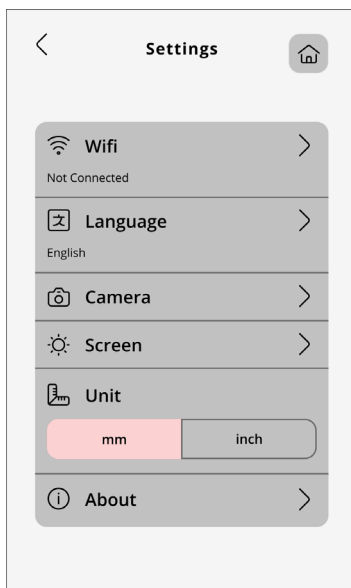 Settings
Wifi
Not Connected
Language
English
Camera
Screen
Unit
mm inch
About